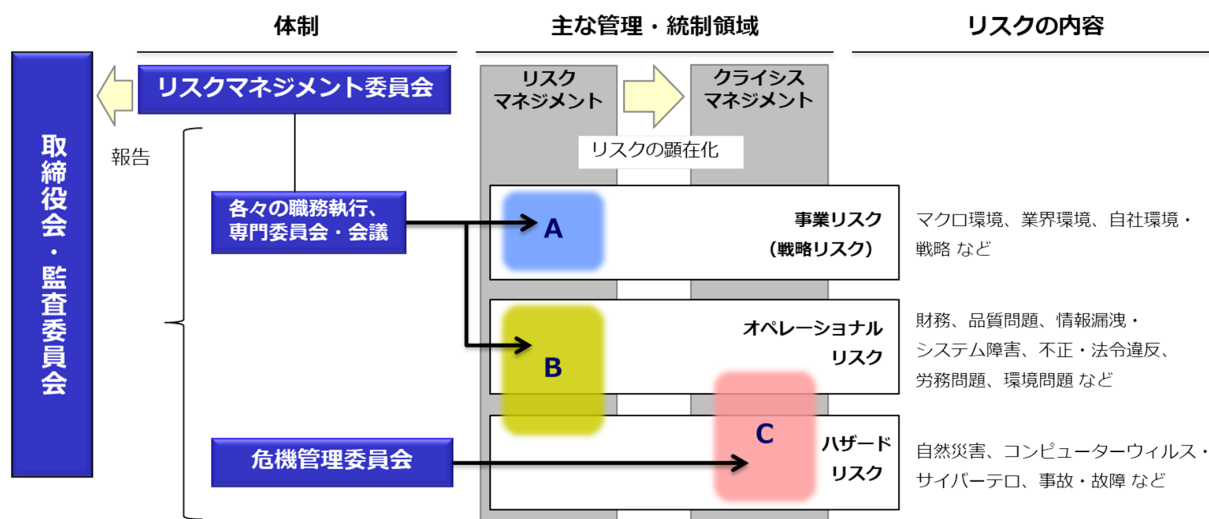 体制
主な管理・統制領域
リスクの内容
取締役会・監査委員会
報告
リスクマネジメント委員会
リスク
マネジメント
クライシス
マネジメント
リスクの顕在化
各々の職務執行、
専門委員会・会議
A
事業リスク
（戦略リスク）
マクロ環境、業界環境、自社環境・
戦略 など
B
オペレーショナル
リスク
財務、品質問題、情報漏洩・
システム障害、不正・法令違反、
労務問題、環境問題 など
危機管理委員会
C
ハザード
リスク
自然災害、コンピューターウィルス・
サイバーテロ、事故・故障 など